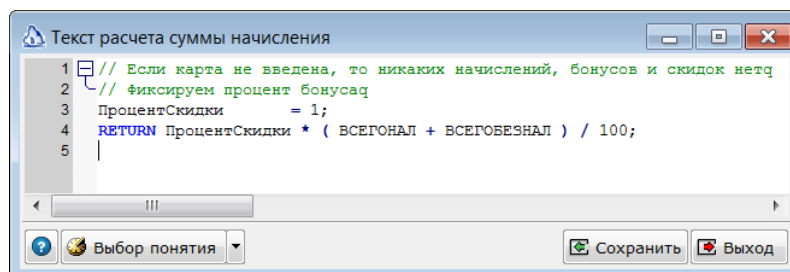 Текст расчета суммы начисления
1 // Если карта не введена, то никаких начислений, бонусов и скидок нетq
2 // Фиксируем процент бонусаq
3 ПроцентСкидки = 1;
4 RETURN ПроцентСкидки * ( ВСЕГОНАЛ + ВСЕГОБЕЗНАЛ ) / 100;
5
? Выбор понятия Сохранить Выход